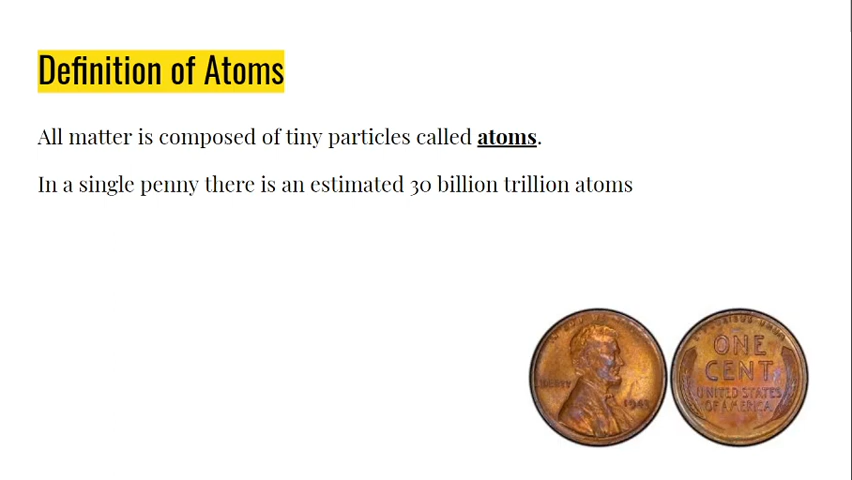 Definition of Atoms
All matter is composed of tiny particles called atoms.
In a single penny there is an estimated 30 billion trillion atoms
LIBERTY
ONE
CENT
UNITED STATES
OF AMERICA